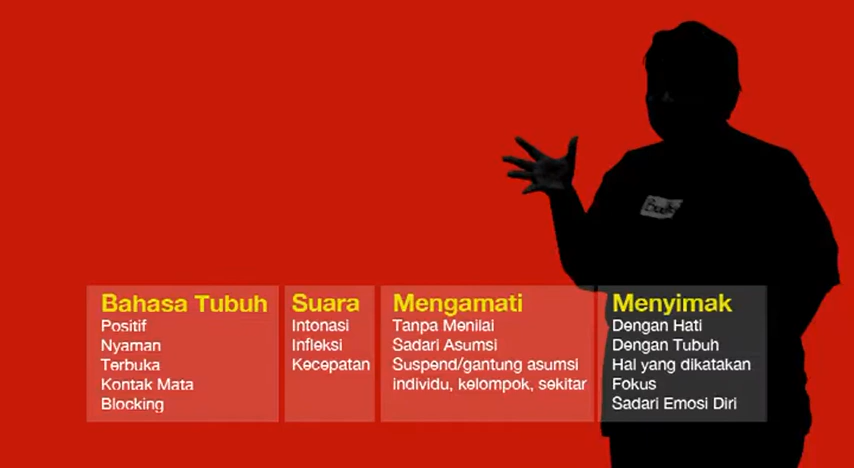 Bahasa Tubuh
Positif
Nyaman
Terbuka
Kontak Mata
Blocking
Suara
Intonasi
Infleksi
Kecepatan
Mengamati
Tanpa Menilai
Sadari Asumsi
Suspend/gantung asumsi
individu, kelompok, sekitar
Menyimak
Dengan Hati
Dengan Tubuh
Hal yang dikatakan
Fokus
Sadari Emosi Diri